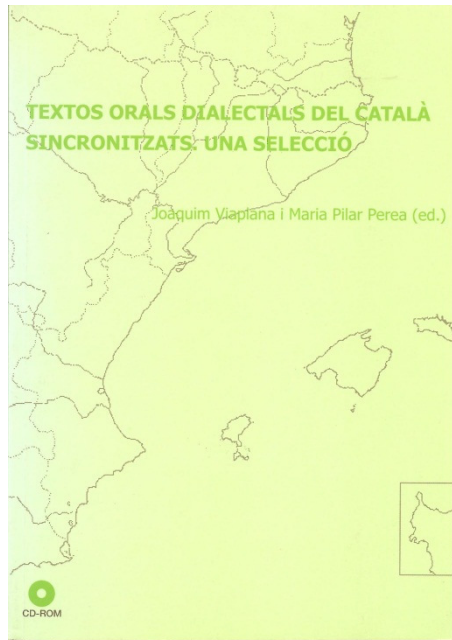 TEXTOS ORALS DIALECTALS DEL CATALÀ
SINCRONITZATS. UNA SELECCIÓ
Joaquim Viaplana i Maria Pilar Perea (ed.)
CD-ROM